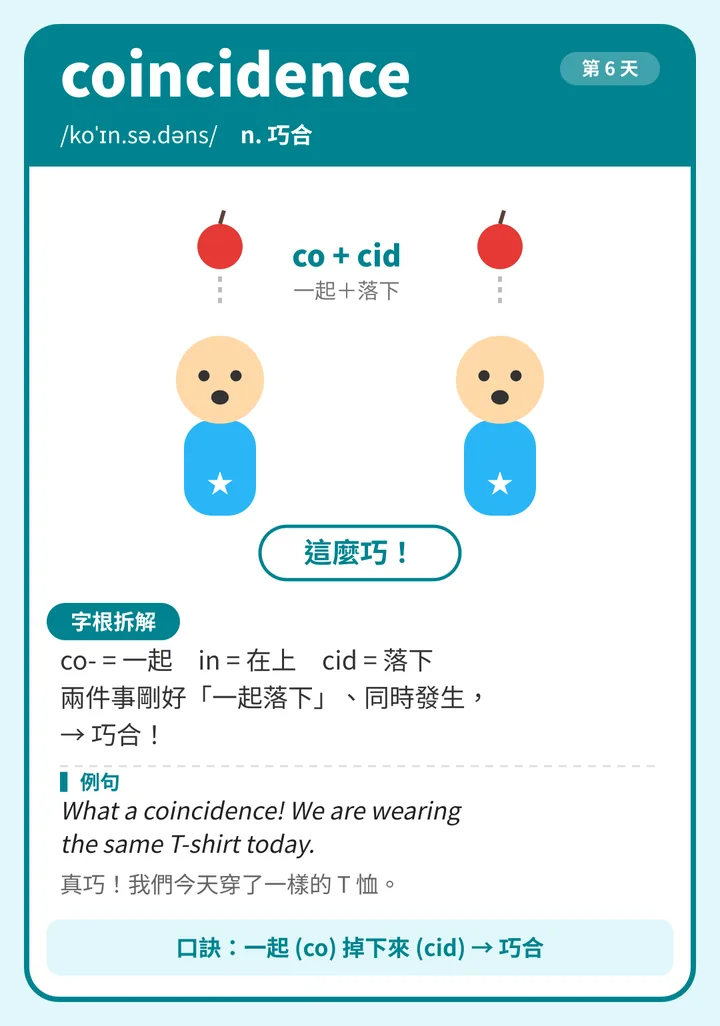 coincidence
第 6 天
/koˈɪn.sə.dəns/ n. 巧合
co + cid
一起＋落下
這麼巧！
字根拆解
co- = 一起 in = 在上 cid = 落下
兩件事剛好「一起落下」、同時發生，
→ 巧合！
例句
What a coincidence! We are wearing
the same T-shirt today.
真巧！我們今天穿了一樣的 T 恤。
口訣：一起 (co) 掉下來 (cid) → 巧合